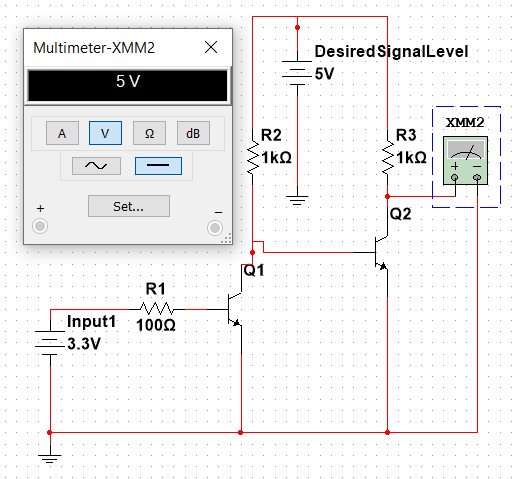 Multimeter-XMM2
5 V
A
V
Ω
dB
Set...
+
−
DesiredSignalLevel
5V
R2
1kΩ
R3
1kΩ
XMM2
+
−
Q2
Q1
R1
100Ω
Input1
3.3V